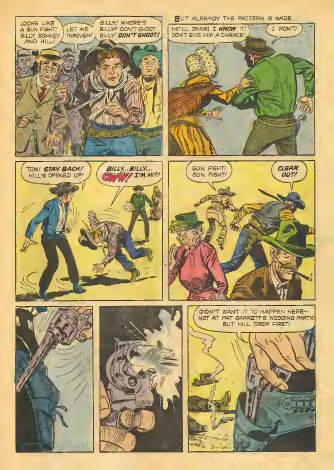 LOOKS LIKE
A GUN FIGHT!
BILLY BONNEY
AND HILL!
LET ME
THROUGH!
BILLY! WHERE'S
BILLY? DON'T SHOOT
BILLY! DON'T SHOOT!
BUT ALREADY THE PATTERN IS MADE...
HE'LL DRAW! I KNOW IT!
DON'T GIVE HIM A CHANCE!
I WON'T!
TOM! STAY BACK!
HILL'S OPENED UP!
BILLY...BILLY...
OWW! I'M HIT!
GUN FIGHT!
GUN FIGHT!
CLEAR
OUT!
DIDN'T WANT IT TO HAPPEN HERE--
NOT AT PAT GARRETT'S WEDDING PARTY!
BUT HILL DREW FIRST!